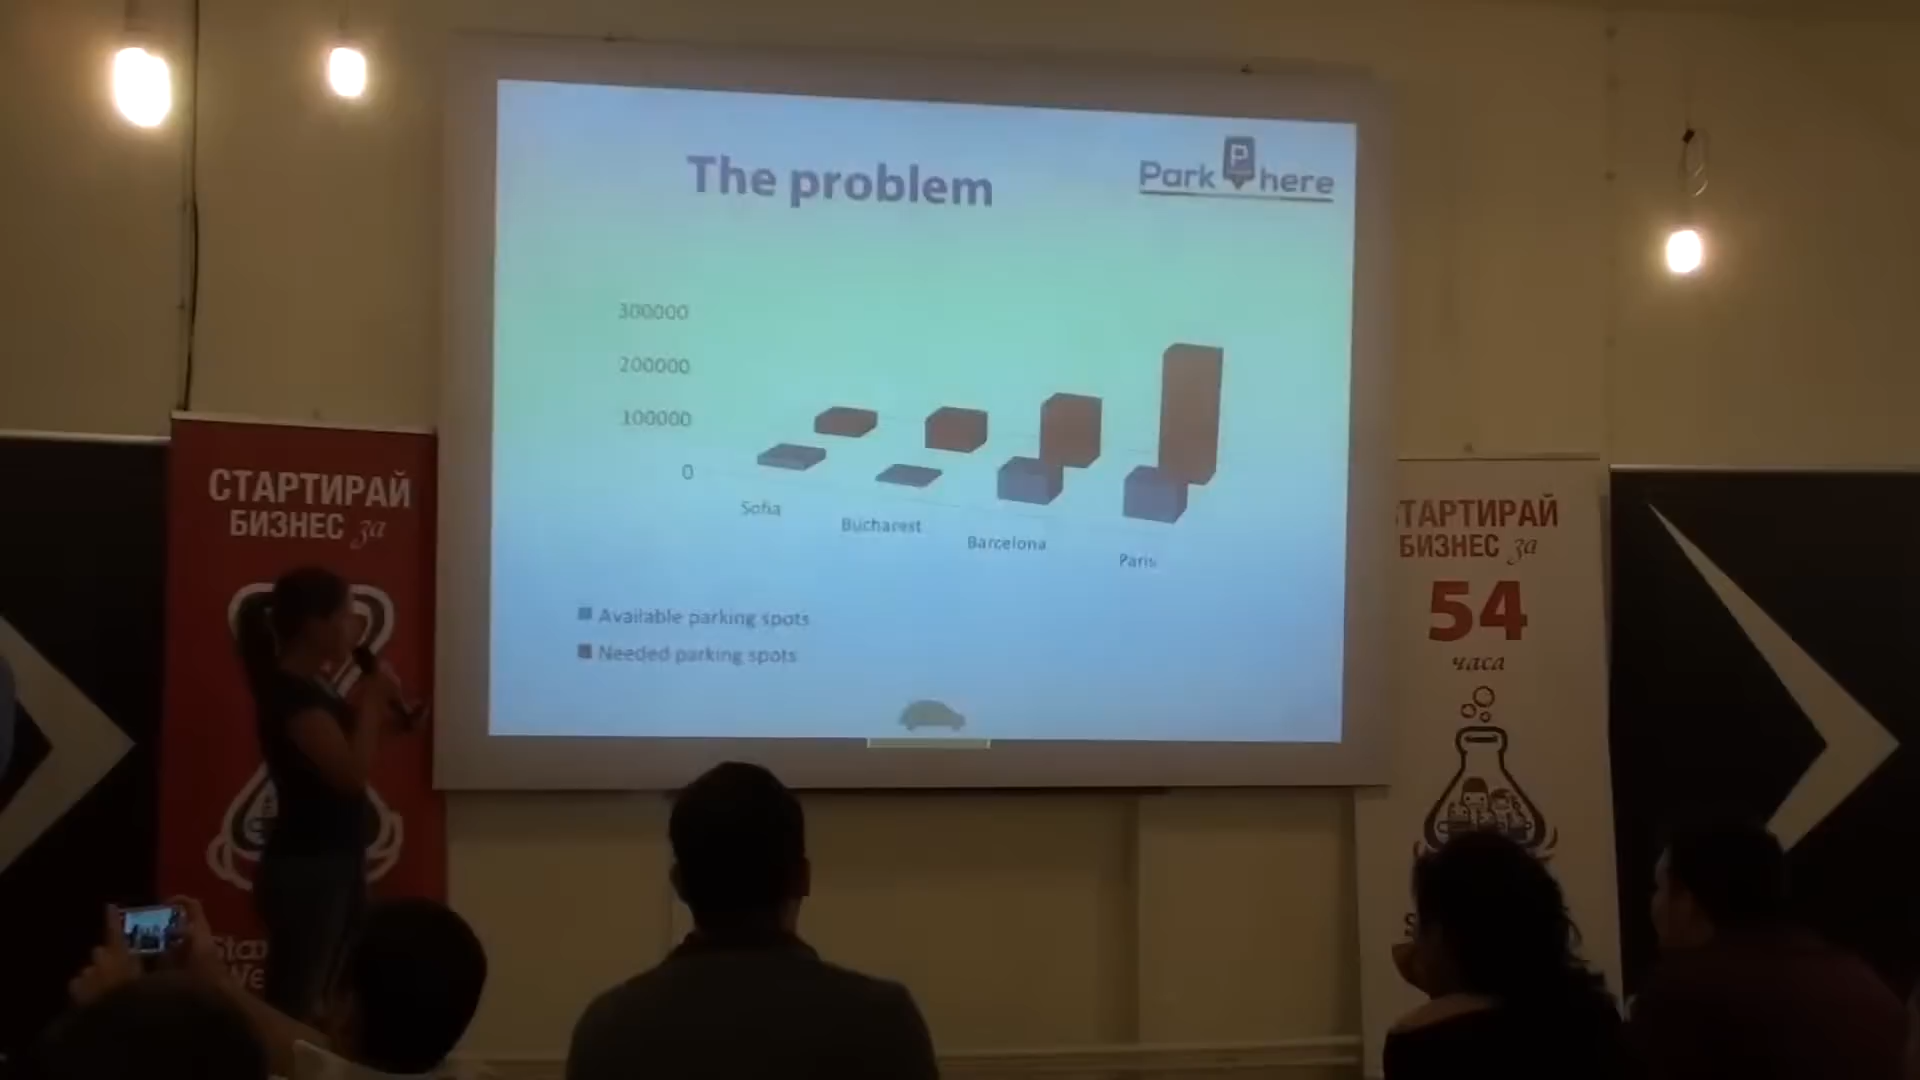 The problem
Park P here
300000
200000
100000
0
Sofia
Bucharest
Barcelona
Paris
Available parking spots
Needed parking spots
СТАРТИРАЙ
БИЗНЕС за
ТАРТИРАЙ
БИЗНЕС за
54
часа